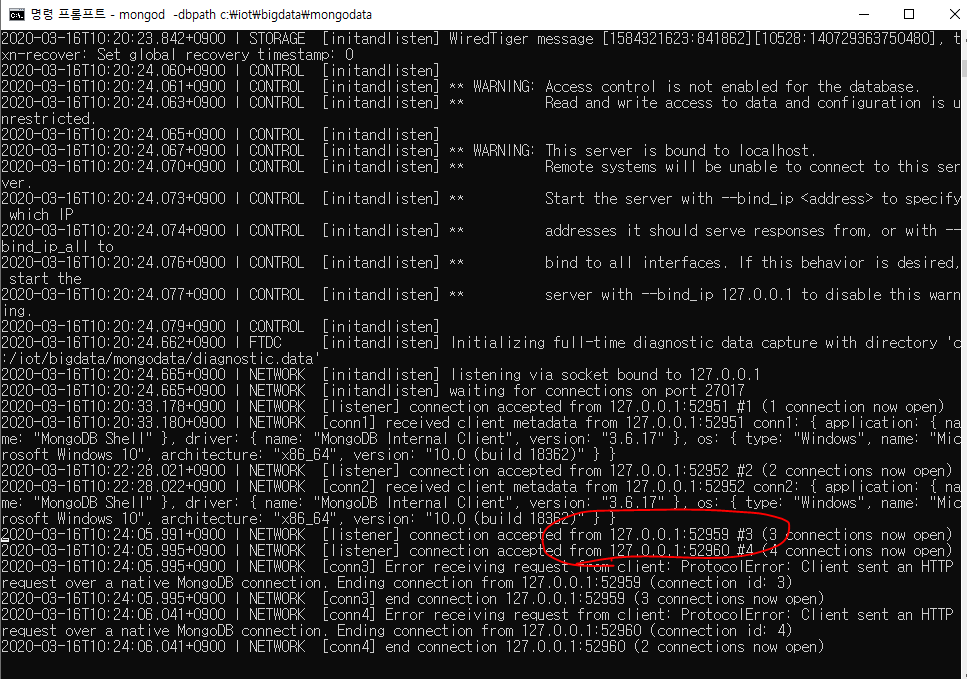 명령 프롬프트 - mongod  -dbpath c:\iot\bigdata\mongodata
2020-03-16T10:20:23.842+0900 | STORAGE  [initandlisten] WiredTiger message [1584321623:841862][10528:140729363750480], t
xn-recover: Set global recovery timestamp: 0
2020-03-16T10:20:24.060+0900 | CONTROL  [initandlisten]
2020-03-16T10:20:24.061+0900 | CONTROL  [initandlisten] ** WARNING: Access control is not enabled for the database.
2020-03-16T10:20:24.063+0900 | CONTROL  [initandlisten] **          Read and write access to data and configuration is u
nrestricted.
2020-03-16T10:20:24.065+0900 | CONTROL  [initandlisten]
2020-03-16T10:20:24.067+0900 | CONTROL  [initandlisten] ** WARNING: This server is bound to localhost.
2020-03-16T10:20:24.070+0900 | CONTROL  [initandlisten] **          Remote systems will be unable to connect to this ser
ver.
2020-03-16T10:20:24.073+0900 | CONTROL  [initandlisten] **          Start the server with --bind_ip <address> to specify
 which IP
2020-03-16T10:20:24.074+0900 | CONTROL  [initandlisten] **          addresses it should serve responses from, or with --
bind_ip_all to
2020-03-16T10:20:24.076+0900 | CONTROL  [initandlisten] **          bind to all interfaces. If this behavior is desired,
 start the
2020-03-16T10:20:24.077+0900 | CONTROL  [initandlisten] **          server with --bind_ip 127.0.0.1 to disable this warn
ing.
2020-03-16T10:20:24.079+0900 | CONTROL  [initandlisten]
2020-03-16T10:20:24.662+0900 | FTDC     [initandlisten] Initializing full-time diagnostic data capture with directory 'c
:/iot/bigdata/mongodata/diagnostic.data'
2020-03-16T10:20:24.665+0900 | NETWORK  [initandlisten] listening via socket bound to 127.0.0.1
2020-03-16T10:20:24.665+0900 | NETWORK  [initandlisten] waiting for connections on port 27017
2020-03-16T10:20:33.178+0900 | NETWORK  [listener] connection accepted from 127.0.0.1:52951 #1 (1 connection now open)
2020-03-16T10:20:33.180+0900 | NETWORK  [conn1] received client metadata from 127.0.0.1:52951 conn1: { application: { na
me: "MongoDB Shell" }, driver: { name: "MongoDB Internal Client", version: "3.6.17" }, os: { type: "Windows", name: "Mic
rosoft Windows 10", architecture: "x86_64", version: "10.0 (build 18362)" } }
2020-03-16T10:22:28.021+0900 | NETWORK  [listener] connection accepted from 127.0.0.1:52952 #2 (2 connections now open)
2020-03-16T10:22:28.022+0900 | NETWORK  [conn2] received client metadata from 127.0.0.1:52952 conn2: { application: { na
me: "MongoDB Shell" }, driver: { name: "MongoDB Internal Client", version: "3.6.17" }, os: { type: "Windows", name: "Mic
rosoft Windows 10", architecture: "x86_64", version: "10.0 (build 18362)" } }
2020-03-16T10:24:05.991+0900 | NETWORK  [listener] connection accepted from 127.0.0.1:52959 #3 (3 connections now open)
2020-03-16T10:24:05.995+0900 | NETWORK  [listener] connection accepted from 127.0.0.1:52960 #4 (4 connections now open)
2020-03-16T10:24:05.995+0900 | NETWORK  [conn3] Error receiving request from client: ProtocolError: Client sent an HTTP
request over a native MongoDB connection. Ending connection from 127.0.0.1:52959 (connection id: 3)
2020-03-16T10:24:05.995+0900 | NETWORK  [conn3] end connection 127.0.0.1:52959 (3 connections now open)
2020-03-16T10:24:06.041+0900 | NETWORK  [conn4] Error receiving request from client: ProtocolError: Client sent an HTTP
request over a native MongoDB connection. Ending connection from 127.0.0.1:52960 (connection id: 4)
2020-03-16T10:24:06.041+0900 | NETWORK  [conn4] end connection 127.0.0.1:52960 (2 connections now open)